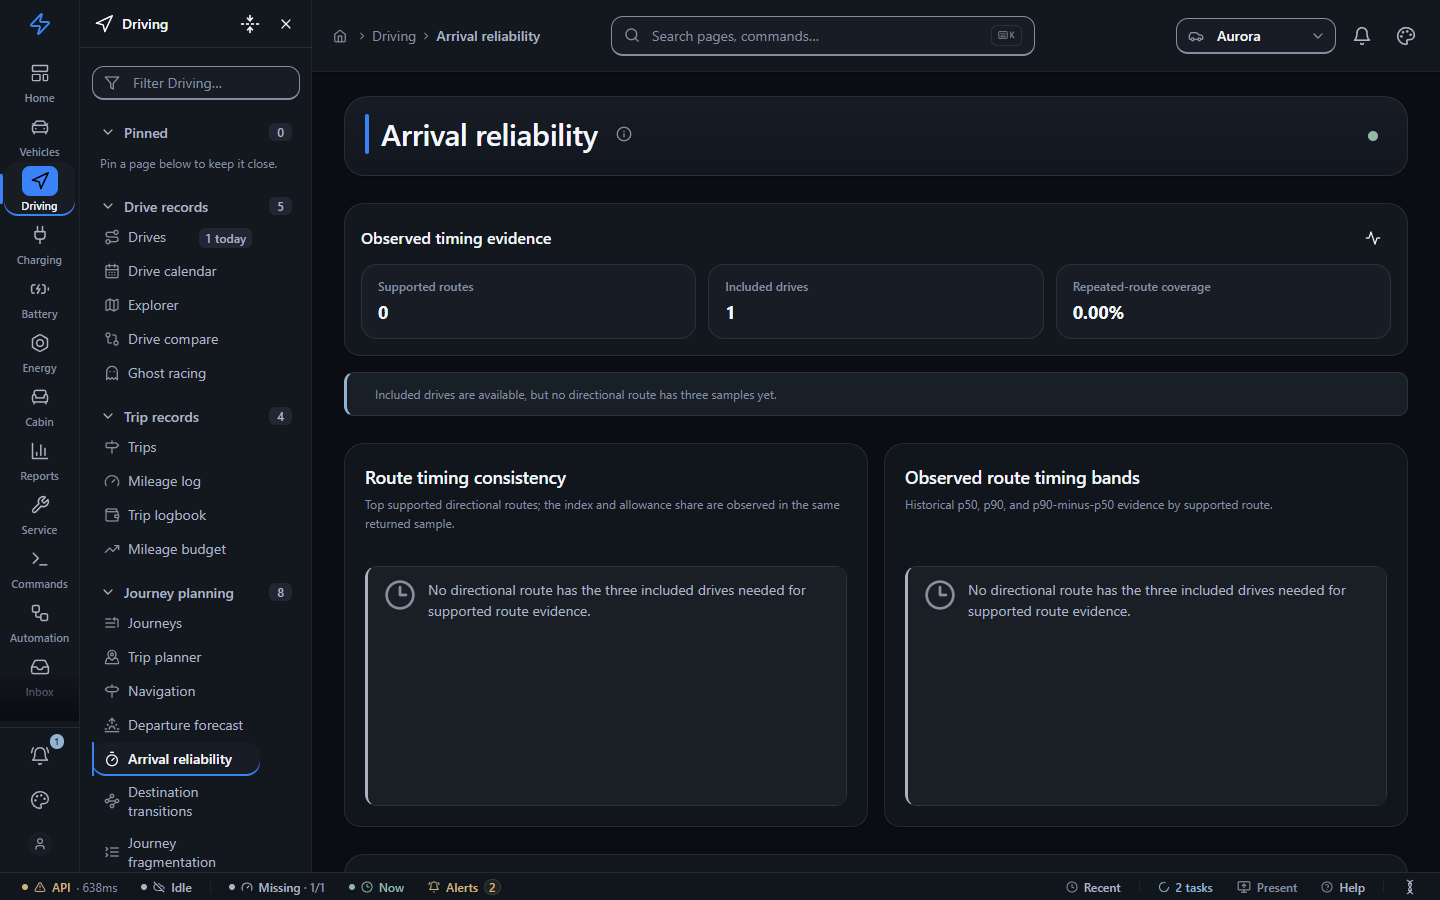 Home
Vehicles
Driving
Charging
Battery
Energy
Cabin
Reports
Service
Commands
Automation
Inbox
1
Driving
Filter Driving...
Pinned 0
Pin a page below to keep it close.
Drive records 5
Drives 1 today
Drive calendar
Explorer
Drive compare
Ghost racing
Trip records 4
Trips
Mileage log
Trip logbook
Mileage budget
Journey planning 8
Journeys
Trip planner
Navigation
Departure forecast
Arrival reliability
Destination
transitions
Journey
fragmentation
Driving Arrival reliability
Search pages, commands... K
Aurora
Arrival reliability
Observed timing evidence
Supported routes
0
Included drives
1
Repeated-route coverage
0.00%
Included drives are available, but no directional route has three samples yet.
Route timing consistency
Top supported directional routes; the index and allowance share are observed in the same
returned sample.
No directional route has the three included drives needed for
supported route evidence.
Observed route timing bands
Historical p50, p90, and p90-minus-p50 evidence by supported route.
No directional route has the three included drives needed for
supported route evidence.
API · 638ms Idle Missing · 1/1 Now Alerts 2 Recent 2 tasks Present Help